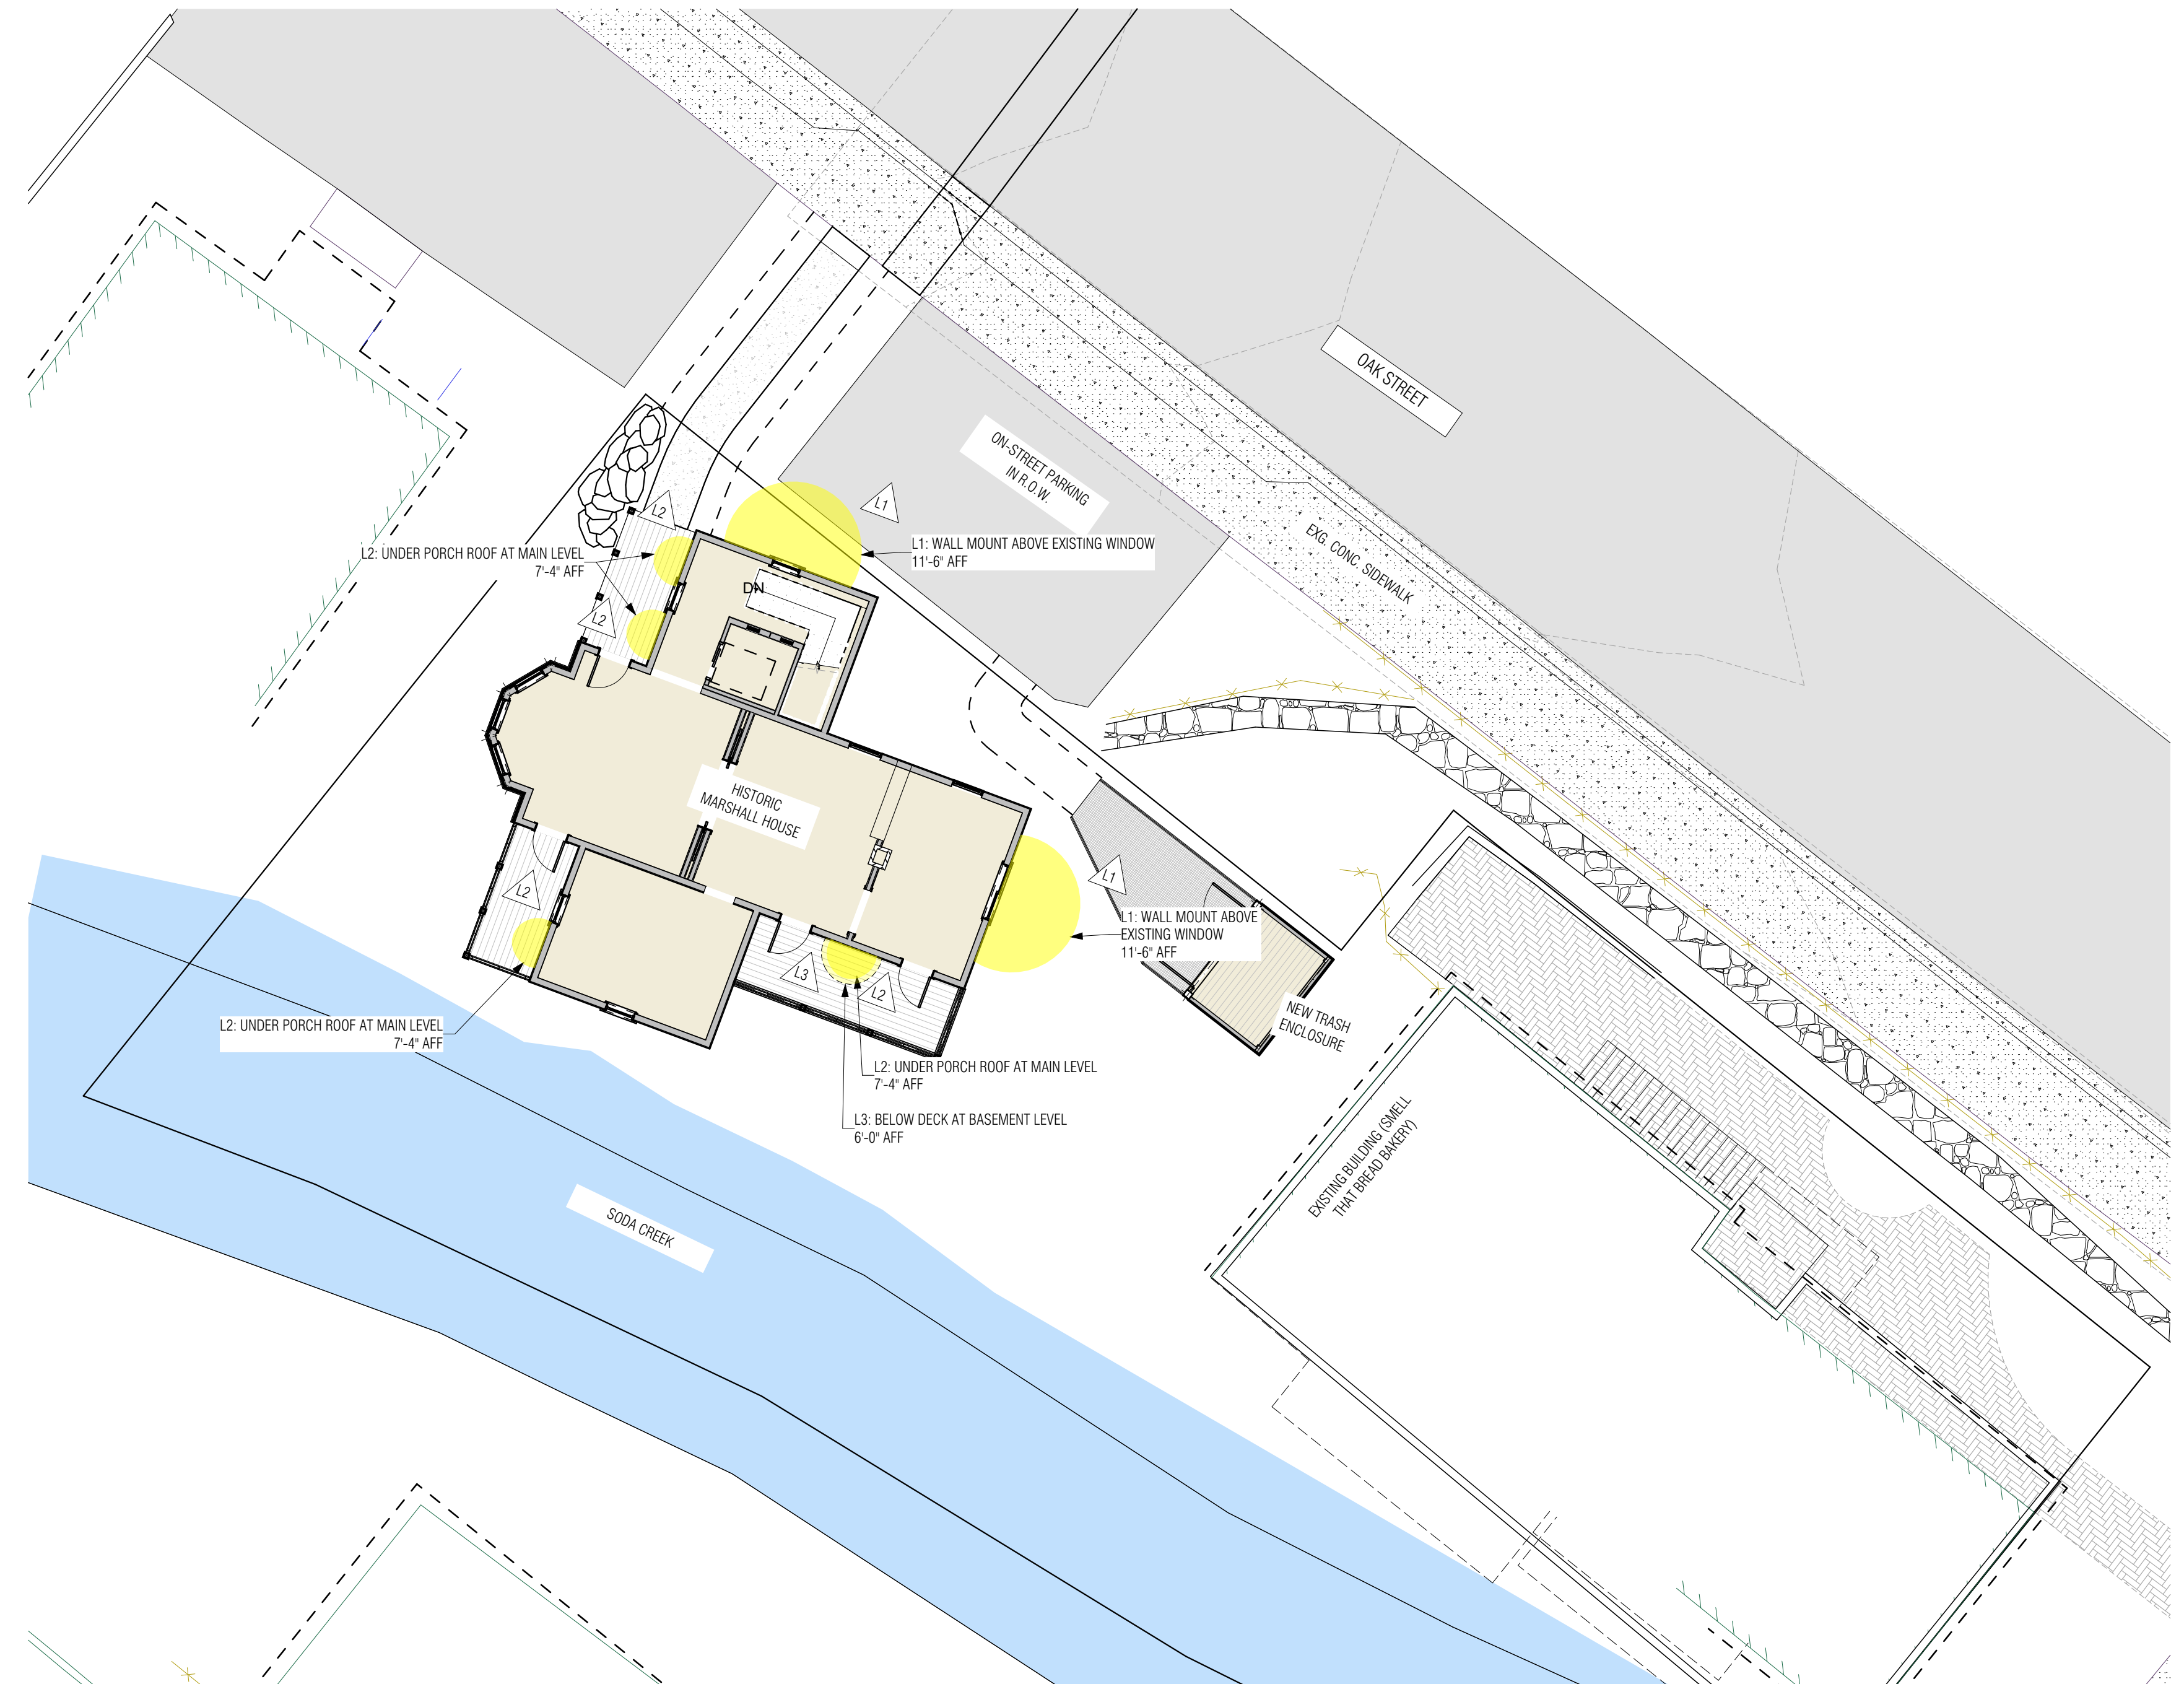 OAK STREET
ON-STREET PARKING
IN R.O.W.
L1
L2
L1: WALL MOUNT ABOVE EXISTING WINDOW
11'-6" AFF
L2: UNDER PORCH ROOF AT MAIN LEVEL
7'-4" AFF
EXG. CONC. SIDEWALK
DN
L2
HISTORIC
MARSHALL HOUSE
L1
L2
L1: WALL MOUNT ABOVE
EXISTING WINDOW
11'-6" AFF
L3
L2
NEW TRASH
ENCLOSURE
L2: UNDER PORCH ROOF AT MAIN LEVEL
7'-4" AFF
L2: UNDER PORCH ROOF AT MAIN LEVEL
7'-4" AFF
L3: BELOW DECK AT BASEMENT LEVEL
6'-0" AFF
EXISTING BUILDING (SMELL
THAT BREAD BAKERY)
SODA CREEK